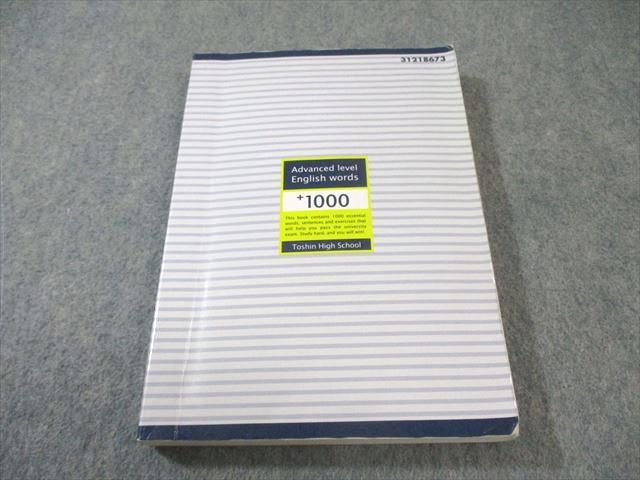 31218673
Advanced level
English words
+1000
This book contains 1000 essential
words, sentences and exercises that
will help you pass the university
exam. Study hard, and you will win!
Toshin High School